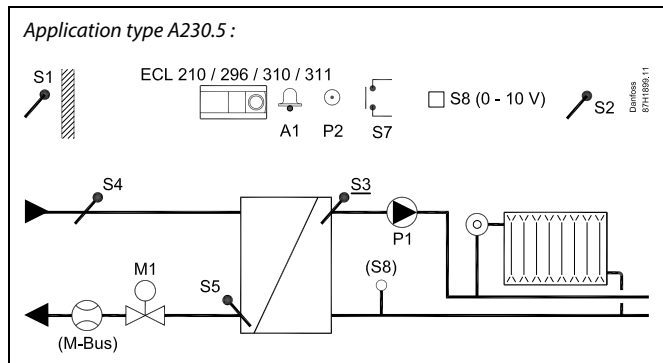 Application type A230.5 :
S1
ECL 210 / 296 / 310 / 311
A1
P2
S7
S8 (0 - 10 V)
S2
Danfoss
87H1899.11
S4
S3
P1
M1
S5
(S8)
(M-Bus)